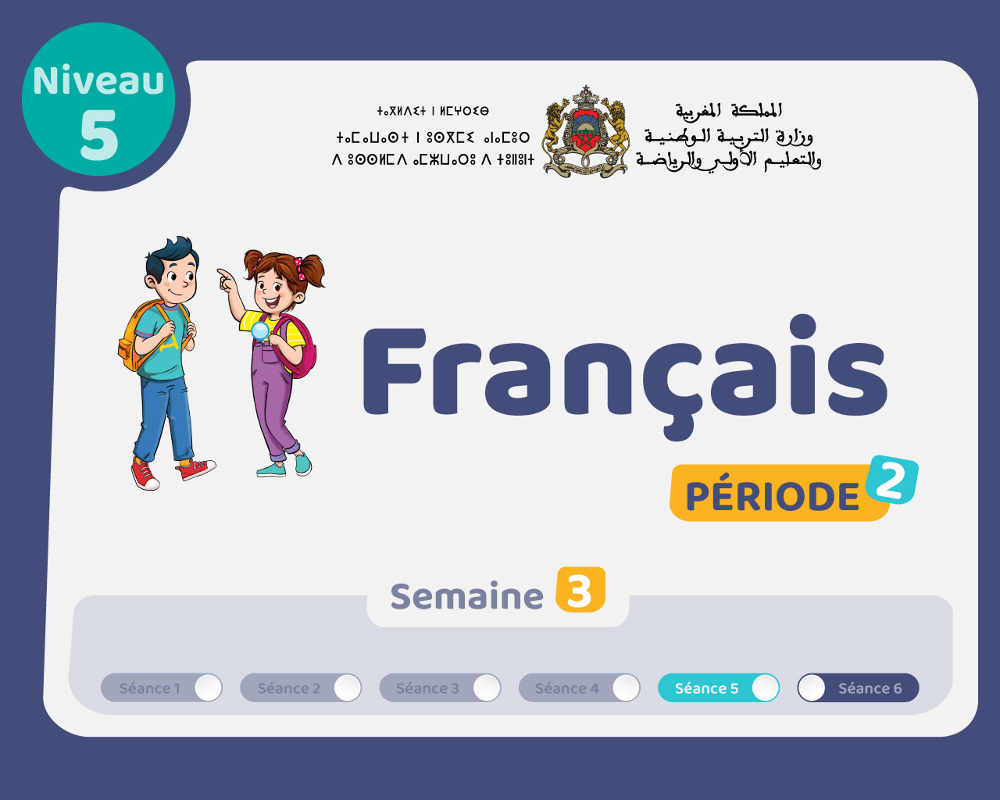 Niveau
5
ⵜⴰⴳⵍⴷⵉⵜ ⵏ ⵍⵎⵖⵔⵉⴱ
ⵜⴰⵎⴰⵡⴰⵙⵜ ⵏ ⵓⵙⴳⵎⵉ ⴰⵏⴰⵎⵓⵔ
ⴷ ⵓⵙⵙⵍⵎⴷ ⴰⵎⵣⵡⴰⵔⵓ ⴷ ⵜⵓⵏⵏⵓⵏⵜ
المملكة المغربية
وزارة التربية الوطنية
والتعليم الأولي والرياضة
Français
PÉRIODE 2
Semaine 3
Séance 1
Séance 2
Séance 3
Séance 4
Séance 5
Séance 6